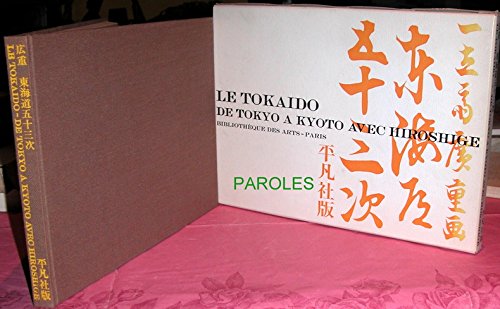 広重 東海道五十三次
LE TOKAIDO - DE TOKYO A KYOTO AVEC HIROSHIGE
平凡社版
LE TOKAIDO
DE TOKYO A KYOTO AVEC HIROSHIGE
BIBLIOTHÈQUE DES ARTS - PARIS
一立斎廣重画
东海道
五十三次
平凡社版
PAROLES